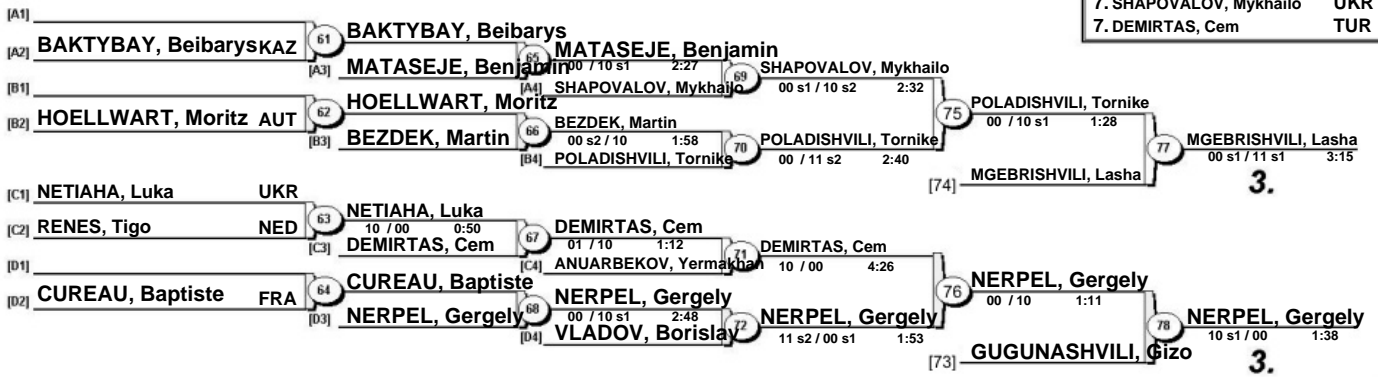 7. SHAPOVALOV, Mykhailo UKR
7. DEMIRTAS, Cem TUR
[A1]
[A2] BAKTYBAY, Beibarys KAZ
61 BAKTYBAY, Beibarys
[A3] MATASEJE, Benjamin
65 MATASEJE, Benjamin
00 / 10 s1 2:27
[A4] SHAPOVALOV, Mykhailo
69 SHAPOVALOV, Mykhailo
00 s1 / 10 s2 2:32
[B1]
[B2] HOELLWART, Moritz AUT
62 HOELLWART, Moritz
[B3] BEZDEK, Martin
66 BEZDEK, Martin
00 s2 / 10 1:58
[B4] POLADISHVILI, Tornike
70 POLADISHVILI, Tornike
00 / 11 s2 2:40
75 POLADISHVILI, Tornike
00 / 10 s1 1:28
[74] MGEBRISHVILI, Lasha
77 MGEBRISHVILI, Lasha
00 s1 / 11 s1 3:15
3.
[C1] NETIAHA, Luka UKR
[C2] RENES, Tigo NED
63 NETIAHA, Luka
10 / 00 0:50
[C3] DEMIRTAS, Cem
67 DEMIRTAS, Cem
01 / 10 1:12
[C4] ANUARBEKOV, Yermakhan
71 DEMIRTAS, Cem
10 / 00 4:26
[D1]
[D2] CUREAU, Baptiste FRA
64 CUREAU, Baptiste
[D3] NERPEL, Gergely
68 NERPEL, Gergely
00 / 10 s1 2:48
[D4] VLADOV, Borislav
72 NERPEL, Gergely
11 s2 / 00 s1 1:53
76 NERPEL, Gergely
00 / 10 1:11
[73] GUGUNASHVILI, Gizo
78 NERPEL, Gergely
10 s1 / 00 1:38
3.